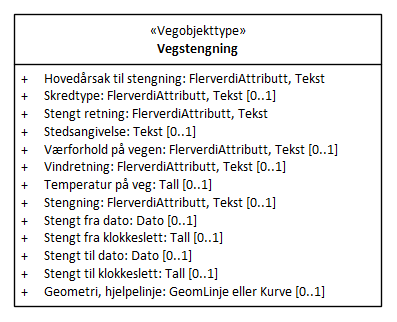 «Vegobjekttype»
Vegstengning
+ Hovedårsak til stengning: FlerverdiAttributt, Tekst
+ Skredtype: FlerverdiAttributt, Tekst [0..1]
+ Stengt retning: FlerverdiAttributt, Tekst
+ Stedsangivelse: Tekst [0..1]
+ Værforhold på vegen: FlerverdiAttributt, Tekst [0..1]
+ Vindretning: FlerverdiAttributt, Tekst [0..1]
+ Temperatur på veg: Tall [0..1]
+ Stengning: FlerverdiAttributt, Tekst [0..1]
+ Stengt fra dato: Dato [0..1]
+ Stengt fra klokkeslett: Tall [0..1]
+ Stengt til dato: Dato [0..1]
+ Stengt til klokkeslett: Tall [0..1]
+ Geometri, hjelpelinje: GeomLinje eller Kurve [0..1]